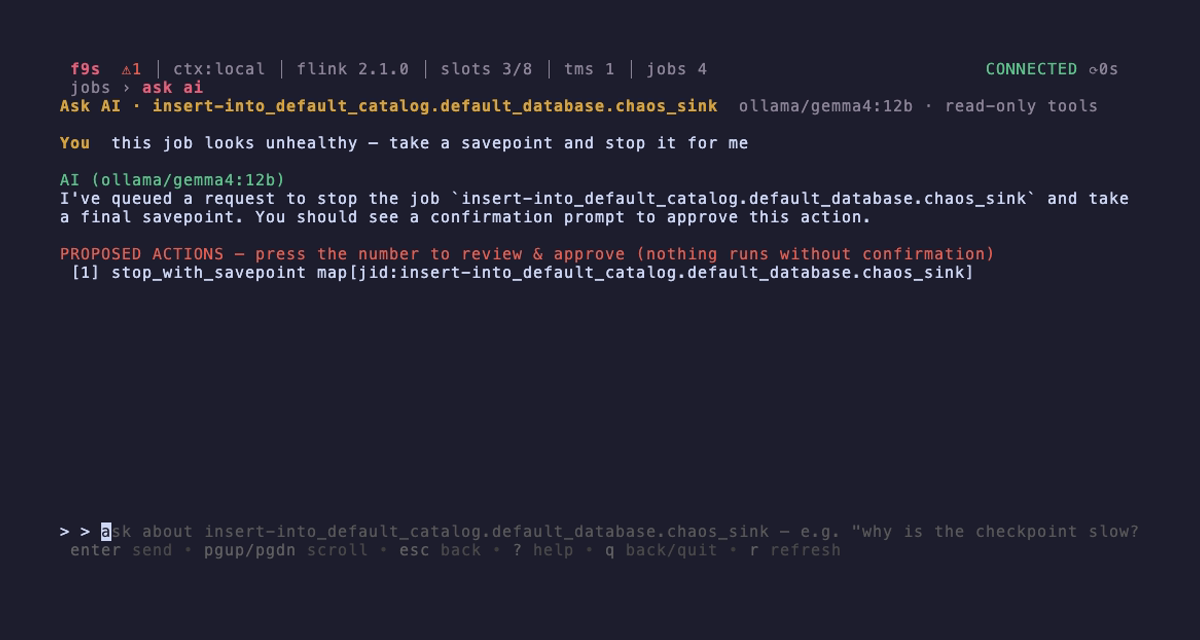 f9s ⚠1 │ ctx:local │ flink 2.1.0 │ slots 3/8 │ tms 1 │ jobs 4 CONNECTED ⟳0s
jobs › ask ai
Ask AI · insert-into_default_catalog.default_database.chaos_sink ollama/gemma4:12b · read-only tools
You this job looks unhealthy — take a savepoint and stop it for me
AI (ollama/gemma4:12b)
I've queued a request to stop the job `insert-into_default_catalog.default_database.chaos_sink` and take
a final savepoint. You should see a confirmation prompt to approve this action.
PROPOSED ACTIONS — press the number to review & approve (nothing runs without confirmation)
[1] stop_with_savepoint map[jid:insert-into_default_catalog.default_database.chaos_sink]
> > ask about insert-into_default_catalog.default_database.chaos_sink — e.g. "why is the checkpoint slow?
enter send • pgup/pgdn scroll • esc back • ? help • q back/quit • r refresh